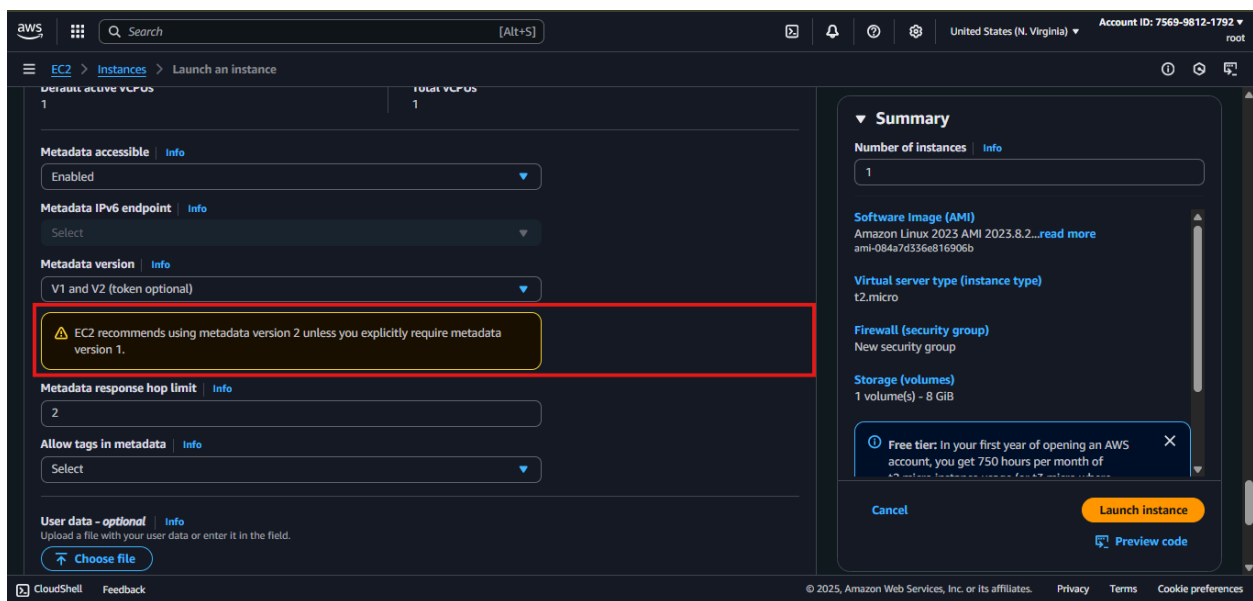 aws
Search
[Alt+S]
United States (N. Virginia)
Account ID: 7569-9812-1792
root
EC2 > Instances > Launch an instance
Default active vCPUs
Total vCPUs
1
1
Metadata accessible | Info
Enabled
Metadata IPv6 endpoint | Info
Select
Metadata version | Info
V1 and V2 (token optional)
EC2 recommends using metadata version 2 unless you explicitly require metadata
version 1.
Metadata response hop limit | Info
2
Allow tags in metadata | Info
Select
User data - optional | Info
Upload a file with your user data or enter it in the field.
Choose file
Summary
Number of instances | Info
1
Software Image (AMI)
Amazon Linux 2023 AMI 2023.8.2...read more
ami-084a7d336e816906b
Virtual server type (instance type)
t2.micro
Firewall (security group)
New security group
Storage (volumes)
1 volume(s) - 8 GiB
Free tier: In your first year of opening an AWS
account, you get 750 hours per month of
Cancel
Launch instance
Preview code
CloudShell
Feedback
© 2025, Amazon Web Services, Inc. or its affiliates.
Privacy
Terms
Cookie preferences